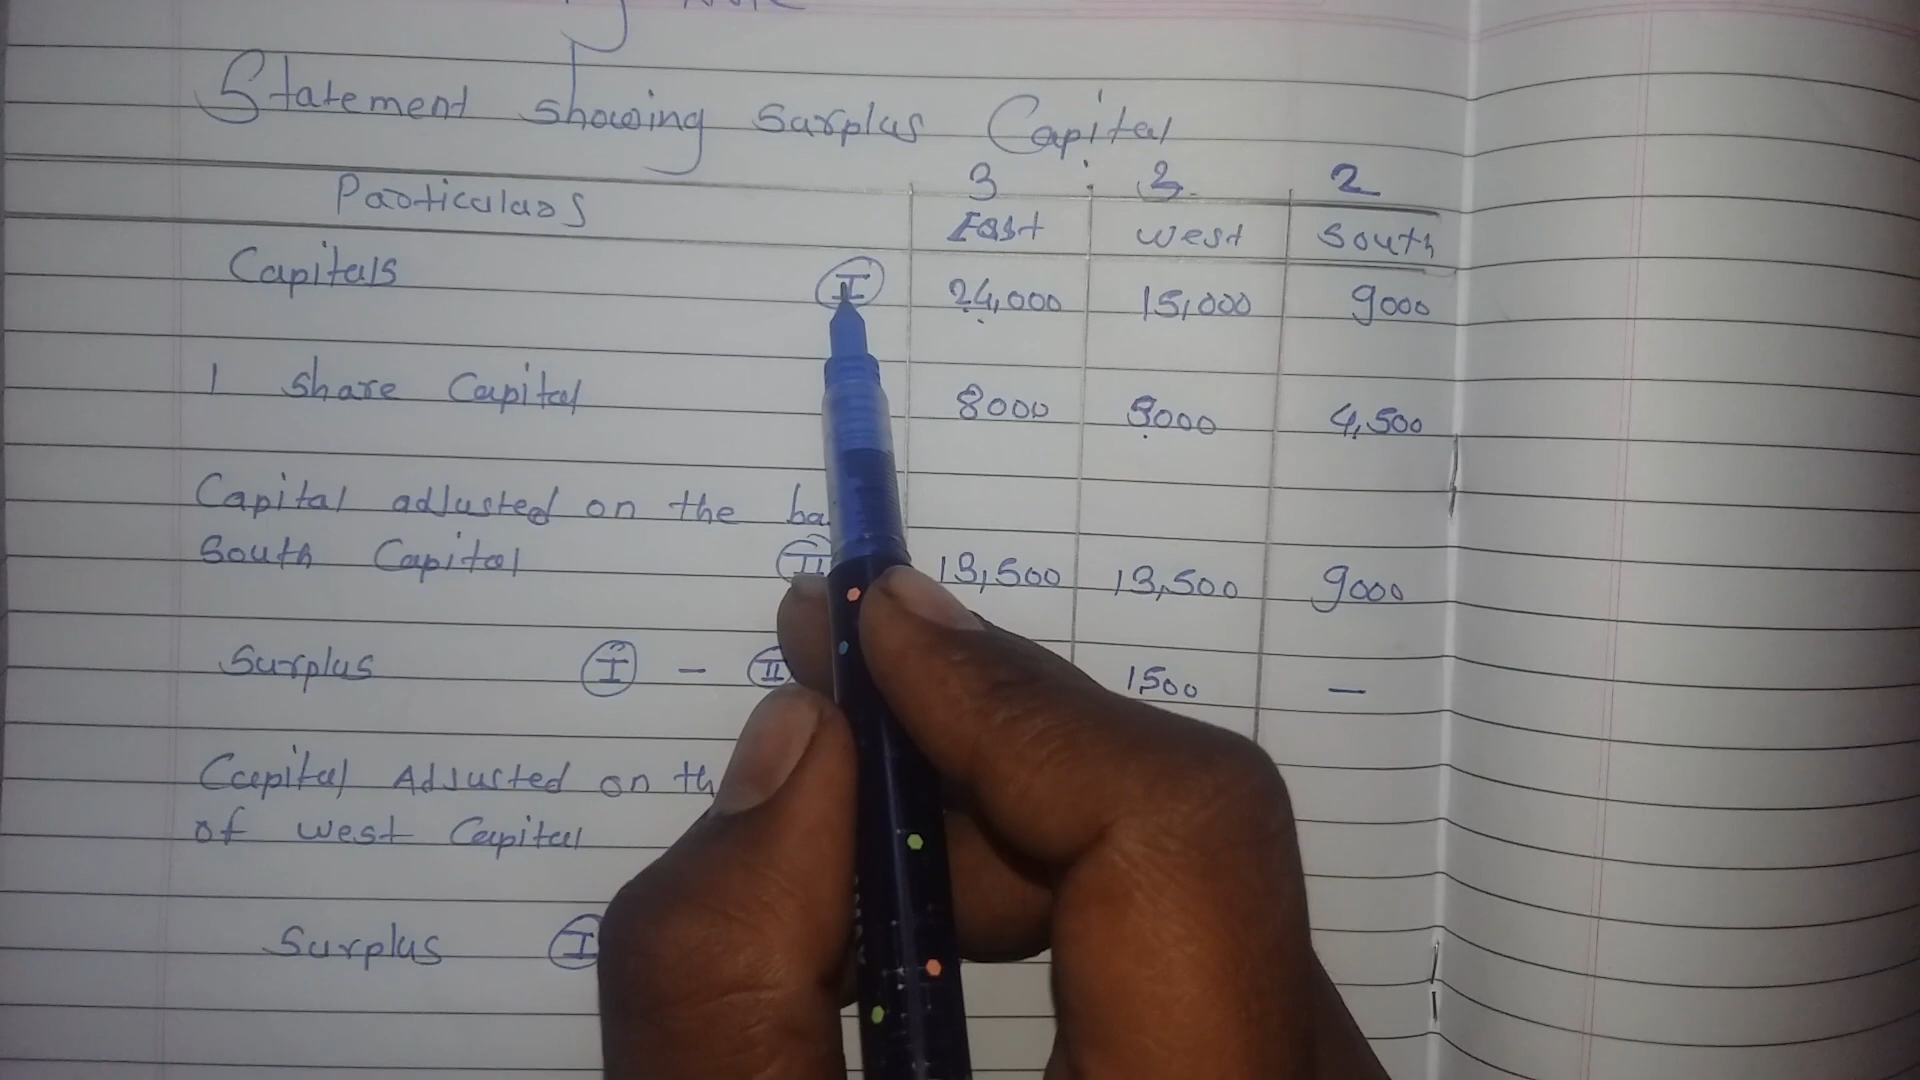 Statement showing Surplus Capital
3 3 2
Particulars East west South
Capitals I 24,000 15,000 9000
1 share Capital 8000 5000 4,500
Capital adjusted on the ba
South Capital II 13,500 13,500 9000
Surplus I - II 1500 —
Capital Adjusted on th
of west Capital
Surplus I